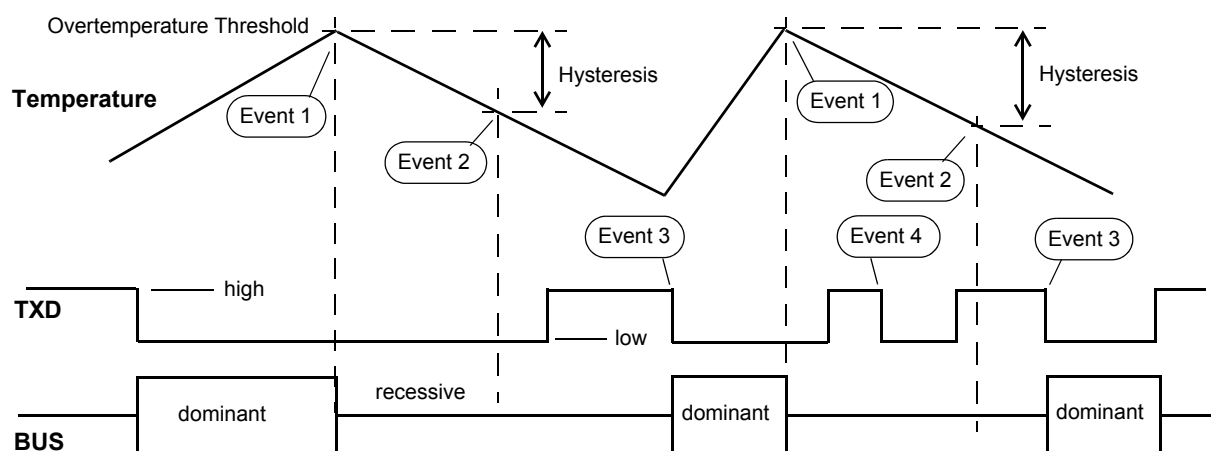 Overtemperature Threshold
Hysteresis
Hysteresis
Temperature
Event 1
Event 1
Event 2
Event 2
Event 3
Event 4
Event 3
high
TXD
low
recessive
dominant
dominant
dominant
BUS